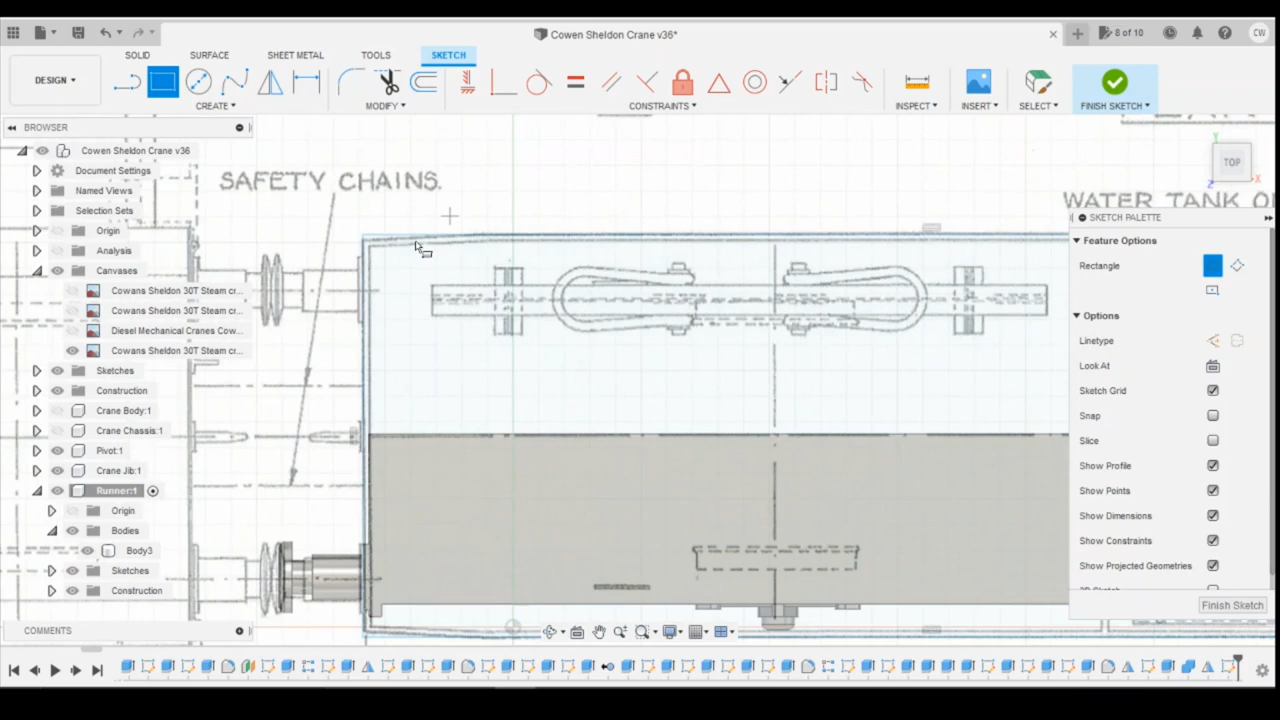 Cowen Sheldon Crane v36*
8 of 10
CW
SOLID
SURFACE
SHEET METAL
TOOLS
SKETCH
DESIGN
CREATE
MODIFY
CONSTRAINTS
INSPECT
INSERT
SELECT
FINISH SKETCH
BROWSER
Cowen Sheldon Crane v36
Document Settings
Named Views
Selection Sets
Origin
Analysis
Canvases
Cowans Sheldon 30T Steam cr...
Cowans Sheldon 30T Steam cr...
Diesel Mechanical Cranes Cow...
Cowans Sheldon 30T Steam cr...
Sketches
Construction
Crane Body:1
Crane Chassis:1
Pivot:1
Crane Jib:1
Runner:1
Origin
Bodies
Body3
Sketches
Construction
COMMENTS
SAFETY CHAINS.
WATER TANK
TOP
X
Y
Z
SKETCH PALETTE
Feature Options
Rectangle
Options
Linetype
Look At
Sketch Grid
Snap
Slice
Show Profile
Show Points
Show Dimensions
Show Constraints
Show Projected Geometries
Finish Sketch